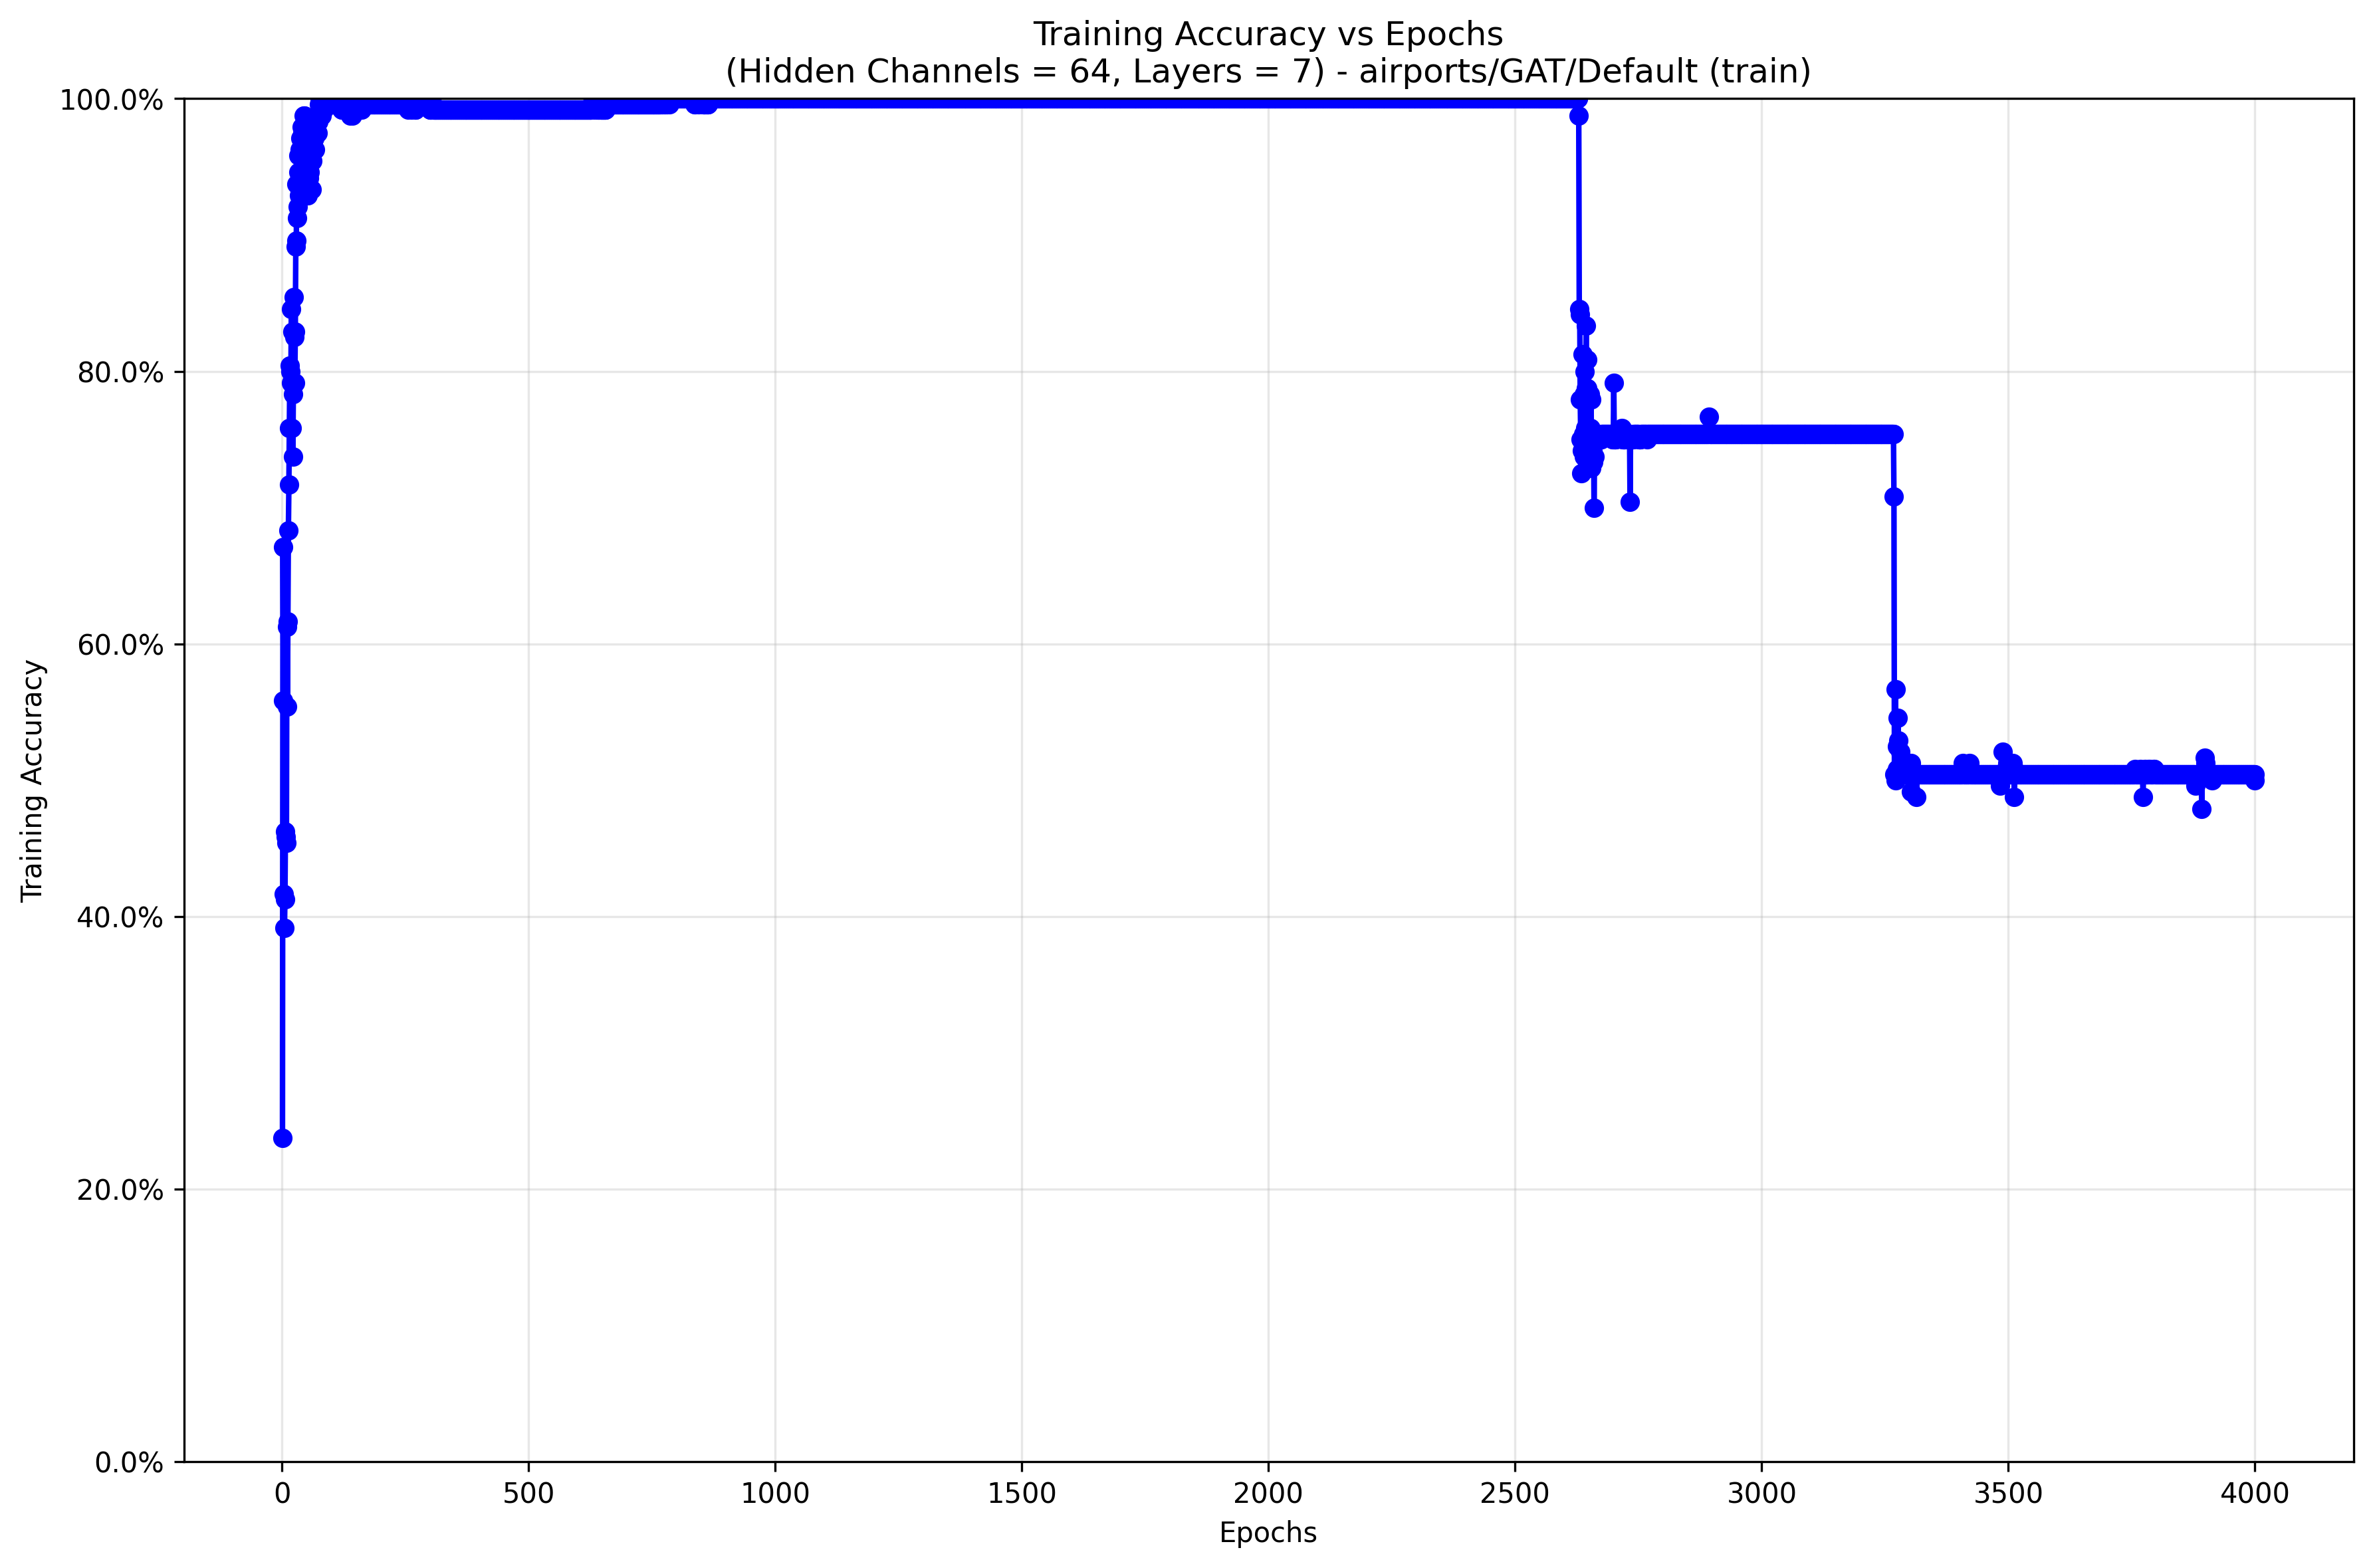 Training Accuracy vs Epochs
(Hidden Channels = 64, Layers = 7) - airports/GAT/Default (train)
100.0%
80.0%
60.0%
40.0%
20.0%
0.0%
Training Accuracy
0 500 1000 1500 2000 2500 3000 3500 4000
Epochs